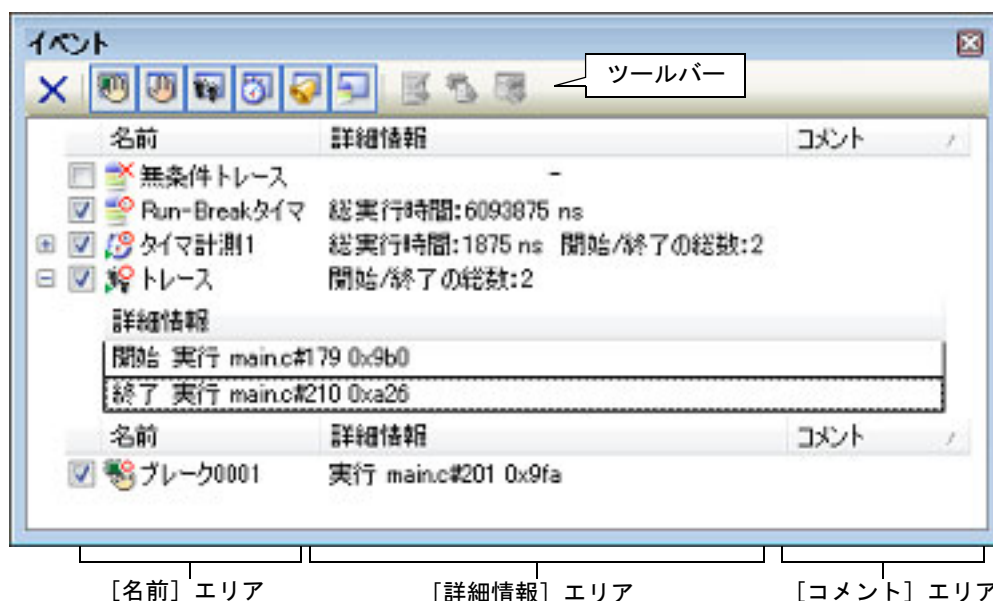 イベント
ツールバー
名前 詳細情報 コメント
無条件トレース -
Run-Breakタイマ 総実行時間:6093875 ns
タイマ計測1 総実行時間:1875 ns 開始/終了の総数:2
トレース 開始/終了の総数:2
詳細情報
開始 実行 main.c#179 0x9b0
終了 実行 main.c#210 0xa26
名前 詳細情報 コメント
ブレーク0001 実行 main.c#201 0x9fa
［名前］エリア ［詳細情報］エリア ［コメント］エリア